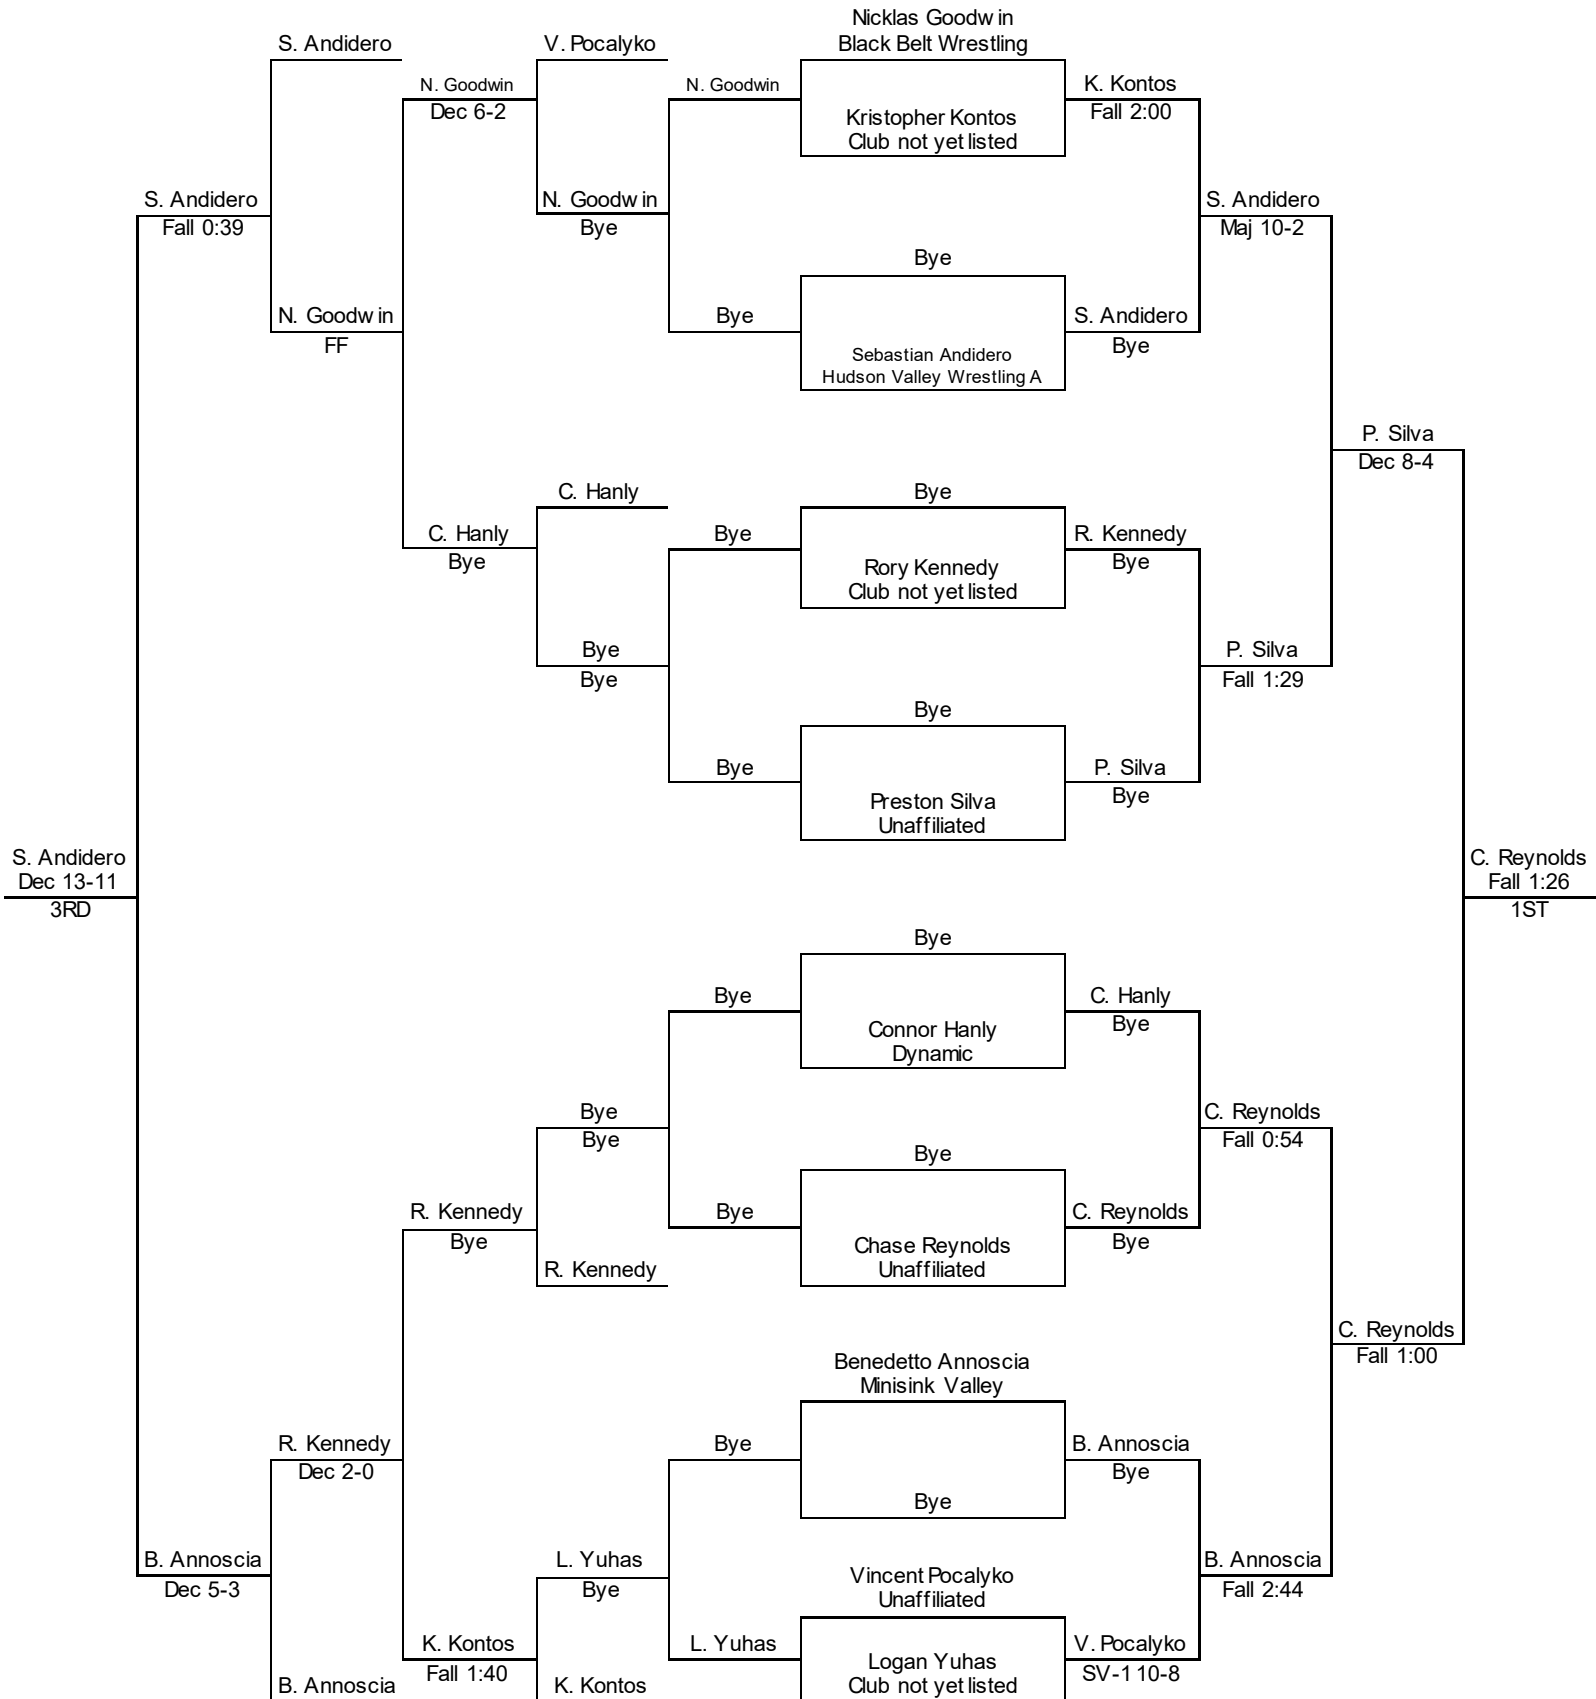 Nicklas Goodwin
S. Andidero
V. Pocalyko
Black Belt Wrestling
N. Goodwin
Dec 6-2
N. Goodwin
K. Kontos
Fall 2:00
Kristopher Kontos
Club not yet listed
S. Andidero
Fall 0:39
N. Goodwin
Bye
S. Andidero
Maj 10-2
Bye
N. Goodwin
FF
Bye
S. Andidero
Bye
Sebastian Andidero
Hudson Valley Wrestling A
P. Silva
Dec 8-4
C. Hanly
Bye
C. Hanly
Bye
Bye
R. Kennedy
Bye
Rory Kennedy
Club not yet listed
Bye
Bye
P. Silva
Fall 1:29
Bye
Bye
P. Silva
Bye
Preston Silva
Unaffiliated
S. Andidero
Dec 13-11
3RD
C. Reynolds
Fall 1:26
1ST
Bye
Bye
C. Hanly
Bye
Connor Hanly
Dynamic
Bye
Bye
C. Reynolds
Fall 0:54
Bye
R. Kennedy
Bye
Bye
C. Reynolds
Bye
Chase Reynolds
Unaffiliated
R. Kennedy
C. Reynolds
Fall 1:00
Benedetto Annoscia
Minisink Valley
R. Kennedy
Dec 2-0
Bye
B. Annoscia
Bye
Bye
B. Annoscia
Dec 5-3
L. Yuhas
Bye
Vincent Pocalyko
Unaffiliated
B. Annoscia
Fall 2:44
K. Kontos
Fall 1:40
L. Yuhas
V. Pocalyko
SV-1 10-8
Logan Yuhas
Club not yet listed
B. Annoscia
K. Kontos